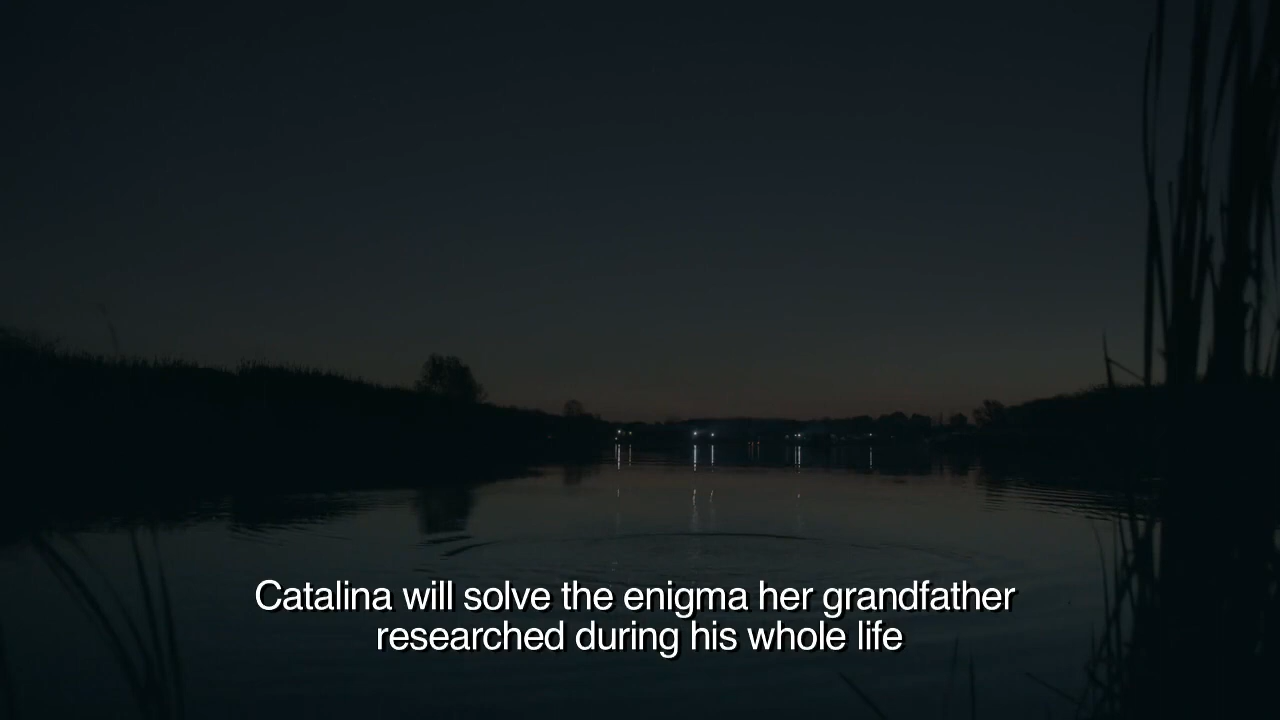 Catalina will solve the enigma her grandfather
researched during his whole life